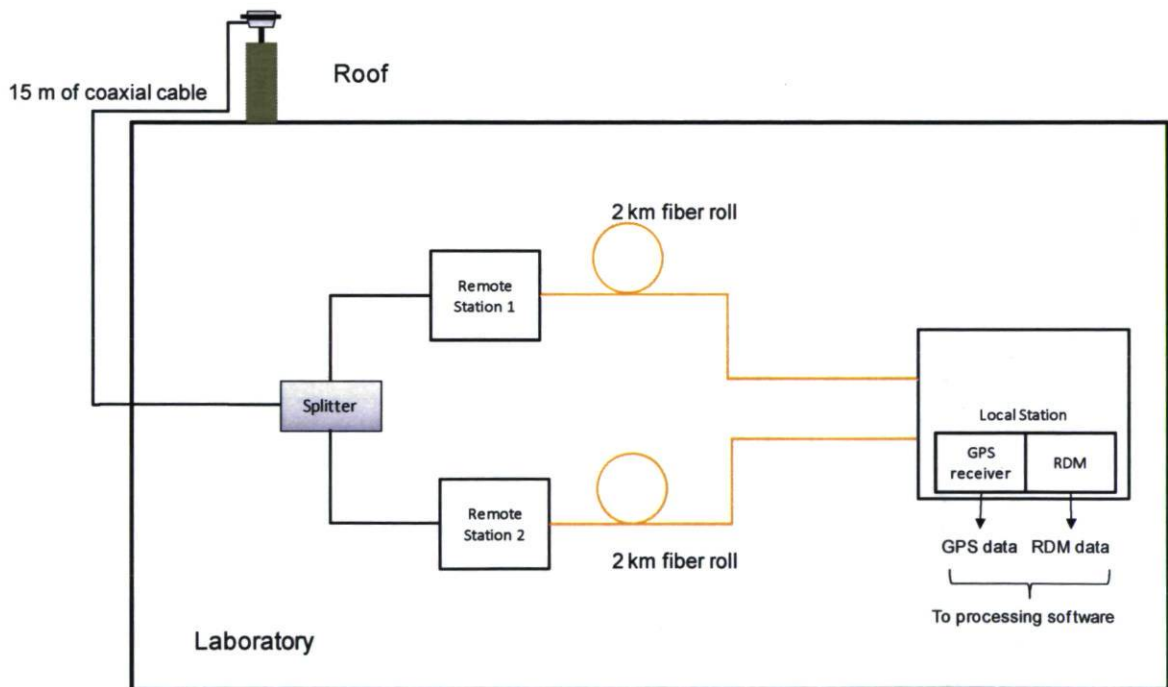 Roof
15 m of coaxial cable
2 km fiber roll
Remote
Station 1
Splitter
Local Station
GPS
receiver
RDM
Remote
Station 2
GPS data
RDM data
2 km fiber roll
To processing software
Laboratory